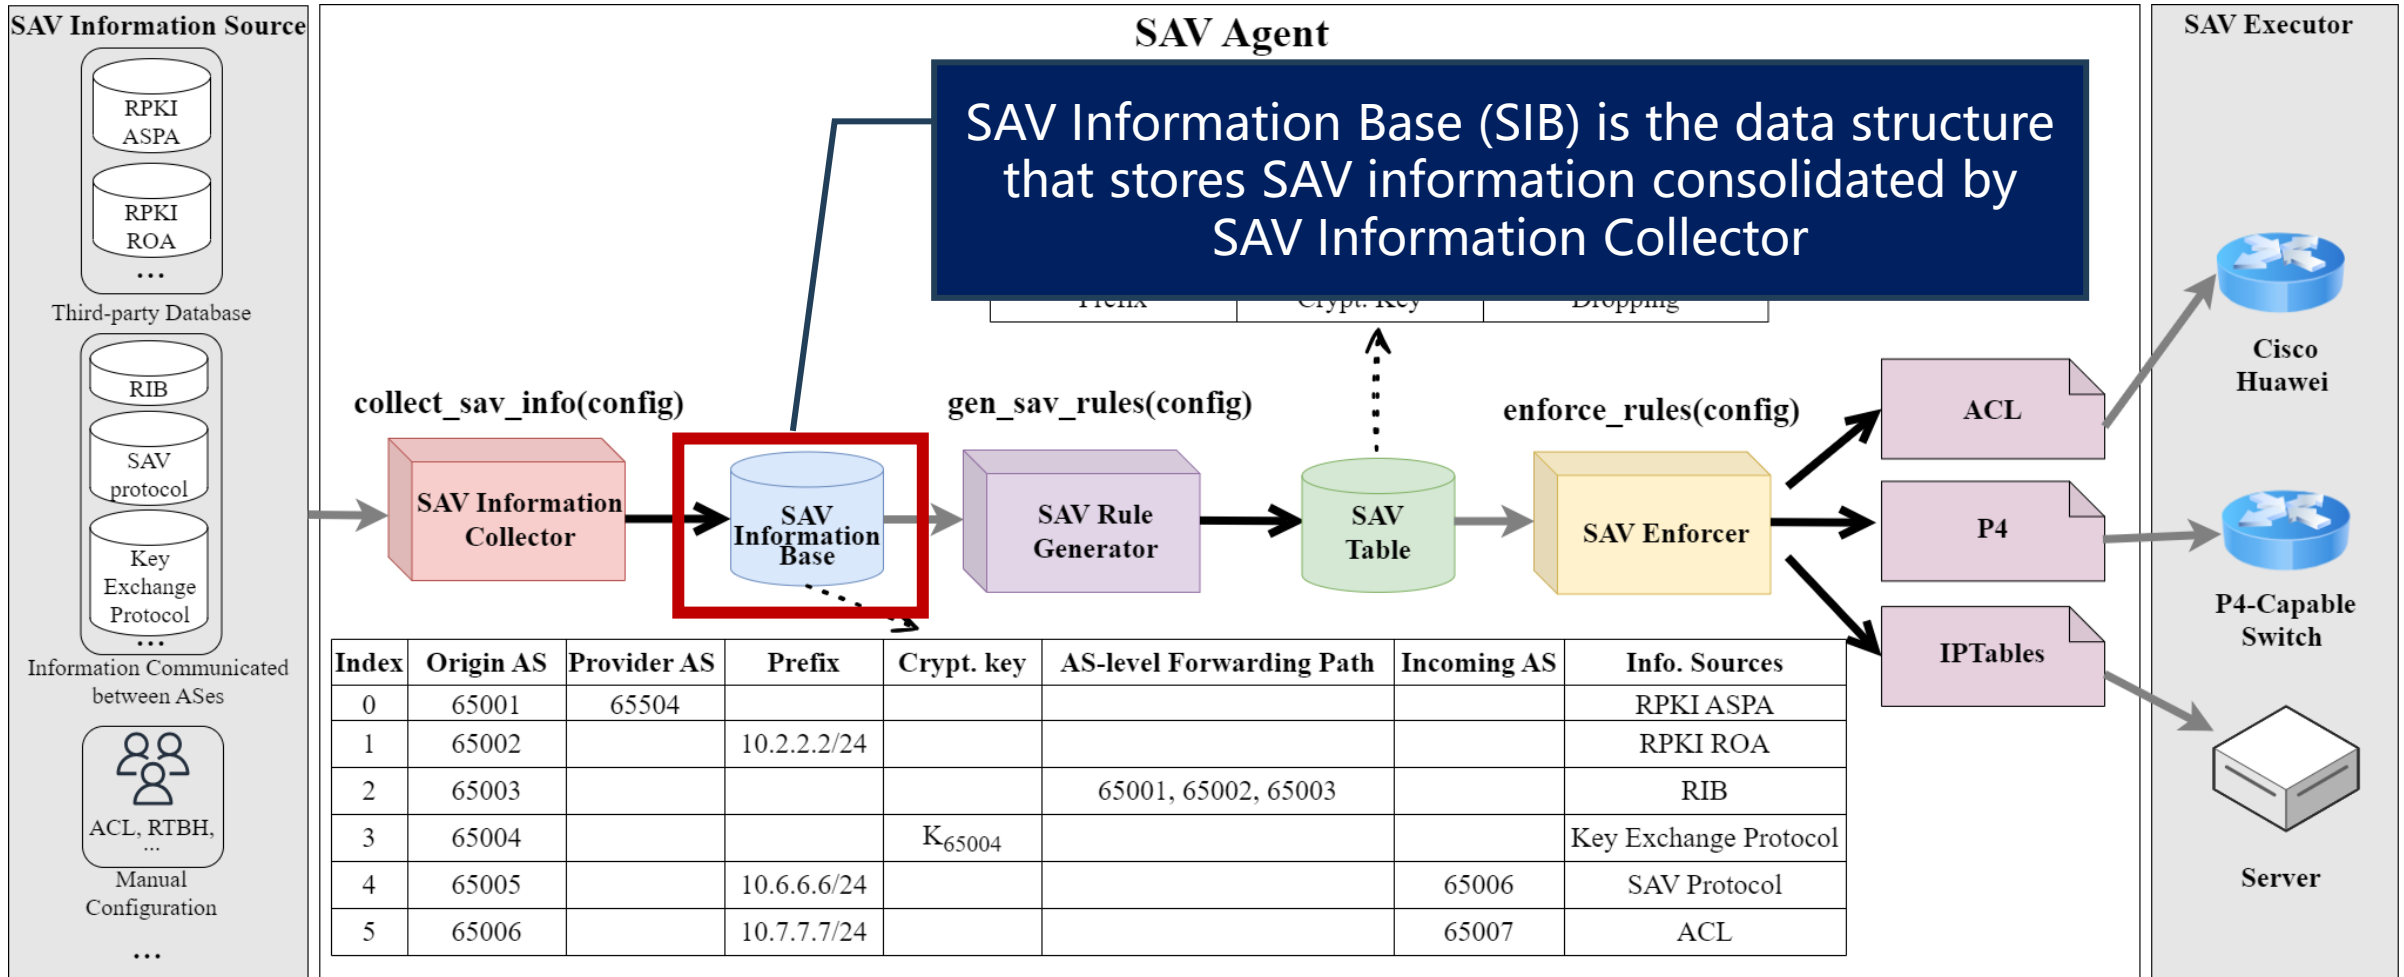 SAV Information Source
RPKI
ASPA
RPKI
ROA
...
Third-party Database
RIB
SAV
protocol
Key
Exchange
Protocol
...
Information Communicated
between ASes
ACL, RTBH,
...
Manual
Configuration
...
SAV Agent
SAV Information Base (SIB) is the data structure
that stores SAV information consolidated by
SAV Information Collector
Prefix Crypt. Key Dropping
collect_sav_info(config)
gen_sav_rules(config)
enforce_rules(config)
SAV Information
Collector
SAV
Information
Base
SAV Rule
Generator
SAV
Table
SAV Enforcer
ACL
P4
IPTables
Index Origin AS Provider AS Prefix Crypt. key AS-level Forwarding Path Incoming AS Info. Sources
0 65001 65504 RPKI ASPA
1 65002 10.2.2.2/24 RPKI ROA
2 65003 65001, 65002, 65003 RIB
3 65004 K65004 Key Exchange Protocol
4 65005 10.6.6.6/24 65006 SAV Protocol
5 65006 10.7.7.7/24 65007 ACL
SAV Executor
Cisco
Huawei
P4-Capable
Switch
Server